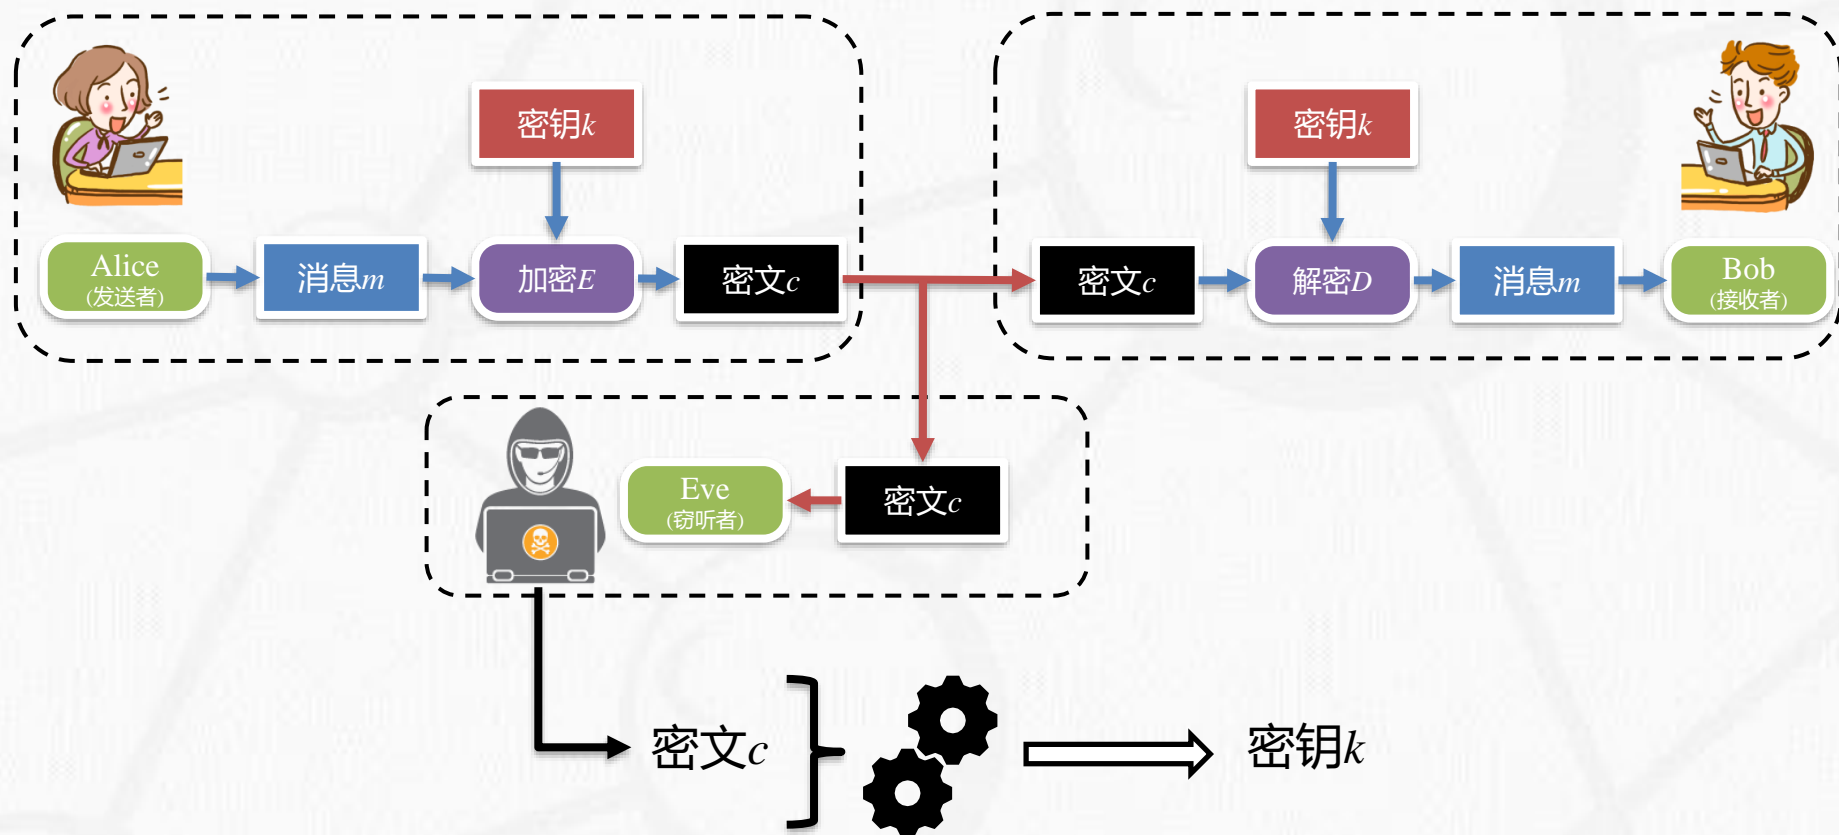 密钥k
密钥k
Alice
(发送者)
消息m
加密E
密文c
密文c
解密D
消息m
Bob
(接收者)
Eve
(窃听者)
密文c
密文c
密钥k